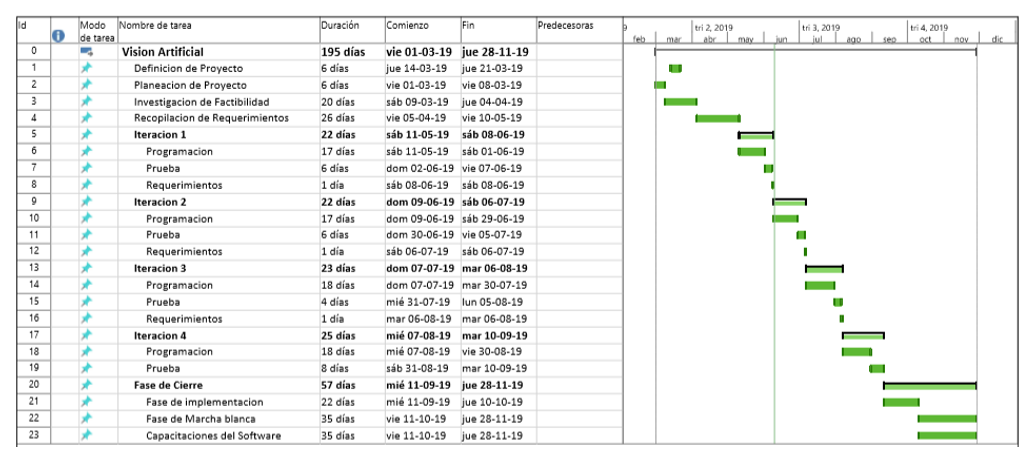 Id Modo de tarea Nombre de tarea Duración Comienzo Fin Predecesoras 9 tri 2, 2019 tri 3, 2019 tri 4, 2019
feb mar abr may jun jul ago sep oct nov dic
0 Vision Artificial 195 días vie 01-03-19 jue 28-11-19
1 Definicion de Proyecto 6 días jue 14-03-19 jue 21-03-19
2 Planeacion de Proyecto 6 días vie 01-03-19 vie 08-03-19
3 Investigacion de Factibilidad 20 días sáb 09-03-19 jue 04-04-19
4 Recopilacion de Requerimientos 26 días vie 05-04-19 vie 10-05-19
5 Iteracion 1 22 días sáb 11-05-19 sáb 08-06-19
6 Programacion 17 días sáb 11-05-19 sáb 01-06-19
7 Prueba 6 días dom 02-06-19 vie 07-06-19
8 Requerimientos 1 día sáb 08-06-19 sáb 08-06-19
9 Iteracion 2 22 días dom 09-06-19 sáb 06-07-19
10 Programacion 17 días dom 09-06-19 sáb 29-06-19
11 Prueba 6 días dom 30-06-19 vie 05-07-19
12 Requerimientos 1 día sáb 06-07-19 sáb 06-07-19
13 Iteracion 3 23 días dom 07-07-19 mar 06-08-19
14 Programacion 18 días dom 07-07-19 mar 30-07-19
15 Prueba 4 días mié 31-07-19 lun 05-08-19
16 Requerimientos 1 día mar 06-08-19 mar 06-08-19
17 Iteracion 4 25 días mié 07-08-19 mar 10-09-19
18 Programacion 18 días mié 07-08-19 vie 30-08-19
19 Prueba 8 días sáb 31-08-19 mar 10-09-19
20 Fase de Cierre 57 días mié 11-09-19 jue 28-11-19
21 Fase de implementacion 22 días mié 11-09-19 jue 10-10-19
22 Fase de Marcha blanca 35 días vie 11-10-19 jue 28-11-19
23 Capacitaciones del Software 35 días vie 11-10-19 jue 28-11-19